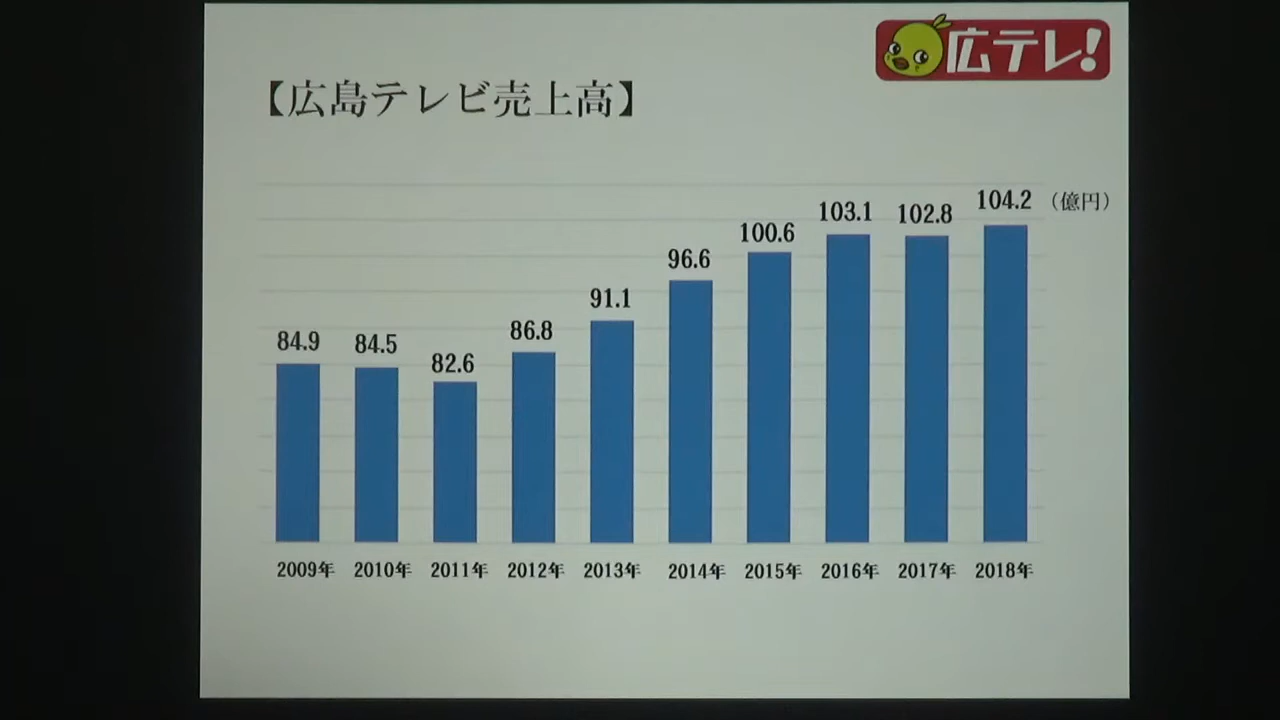 広テレ!
【広島テレビ売上高】
(億円)
84.9 84.5 82.6 86.8 91.1 96.6 100.6 103.1 102.8 104.2
2009年 2010年 2011年 2012年 2013年 2014年 2015年 2016年 2017年 2018年